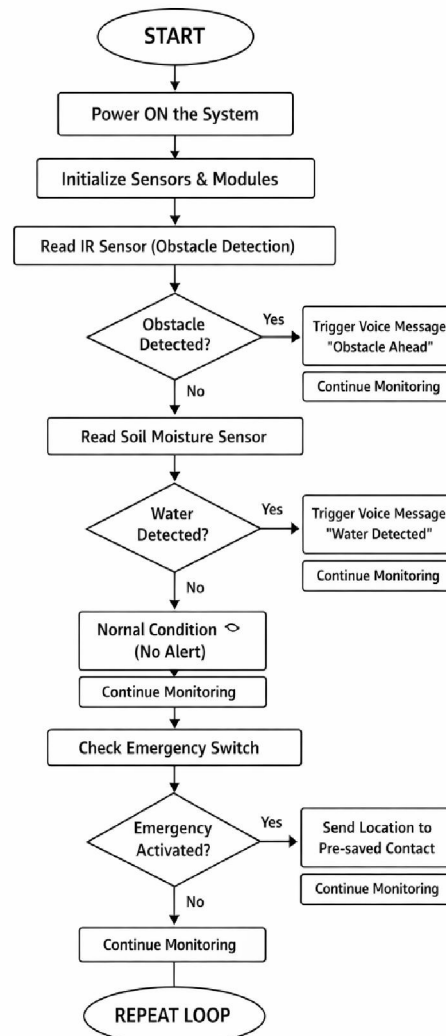 START
Power ON the System
Initialize Sensors & Modules
Read IR Sensor (Obstacle Detection)
Obstacle
Detected?
Yes
Trigger Voice Message
"Obstacle Ahead"
Continue Monitoring
No
Read Soil Moisture Sensor
Water
Detected?
Yes
Trigger Voice Message
"Water Detected"
Continue Monitoring
No
Nornal Condition
(No Alert)
Continue Monitoring
Check Emergency Switch
Emergency
Activated?
Yes
Send Location to
Pre-saved Contact
Continue Monitoring
No
Continue Monitoring
REPEAT LOOP